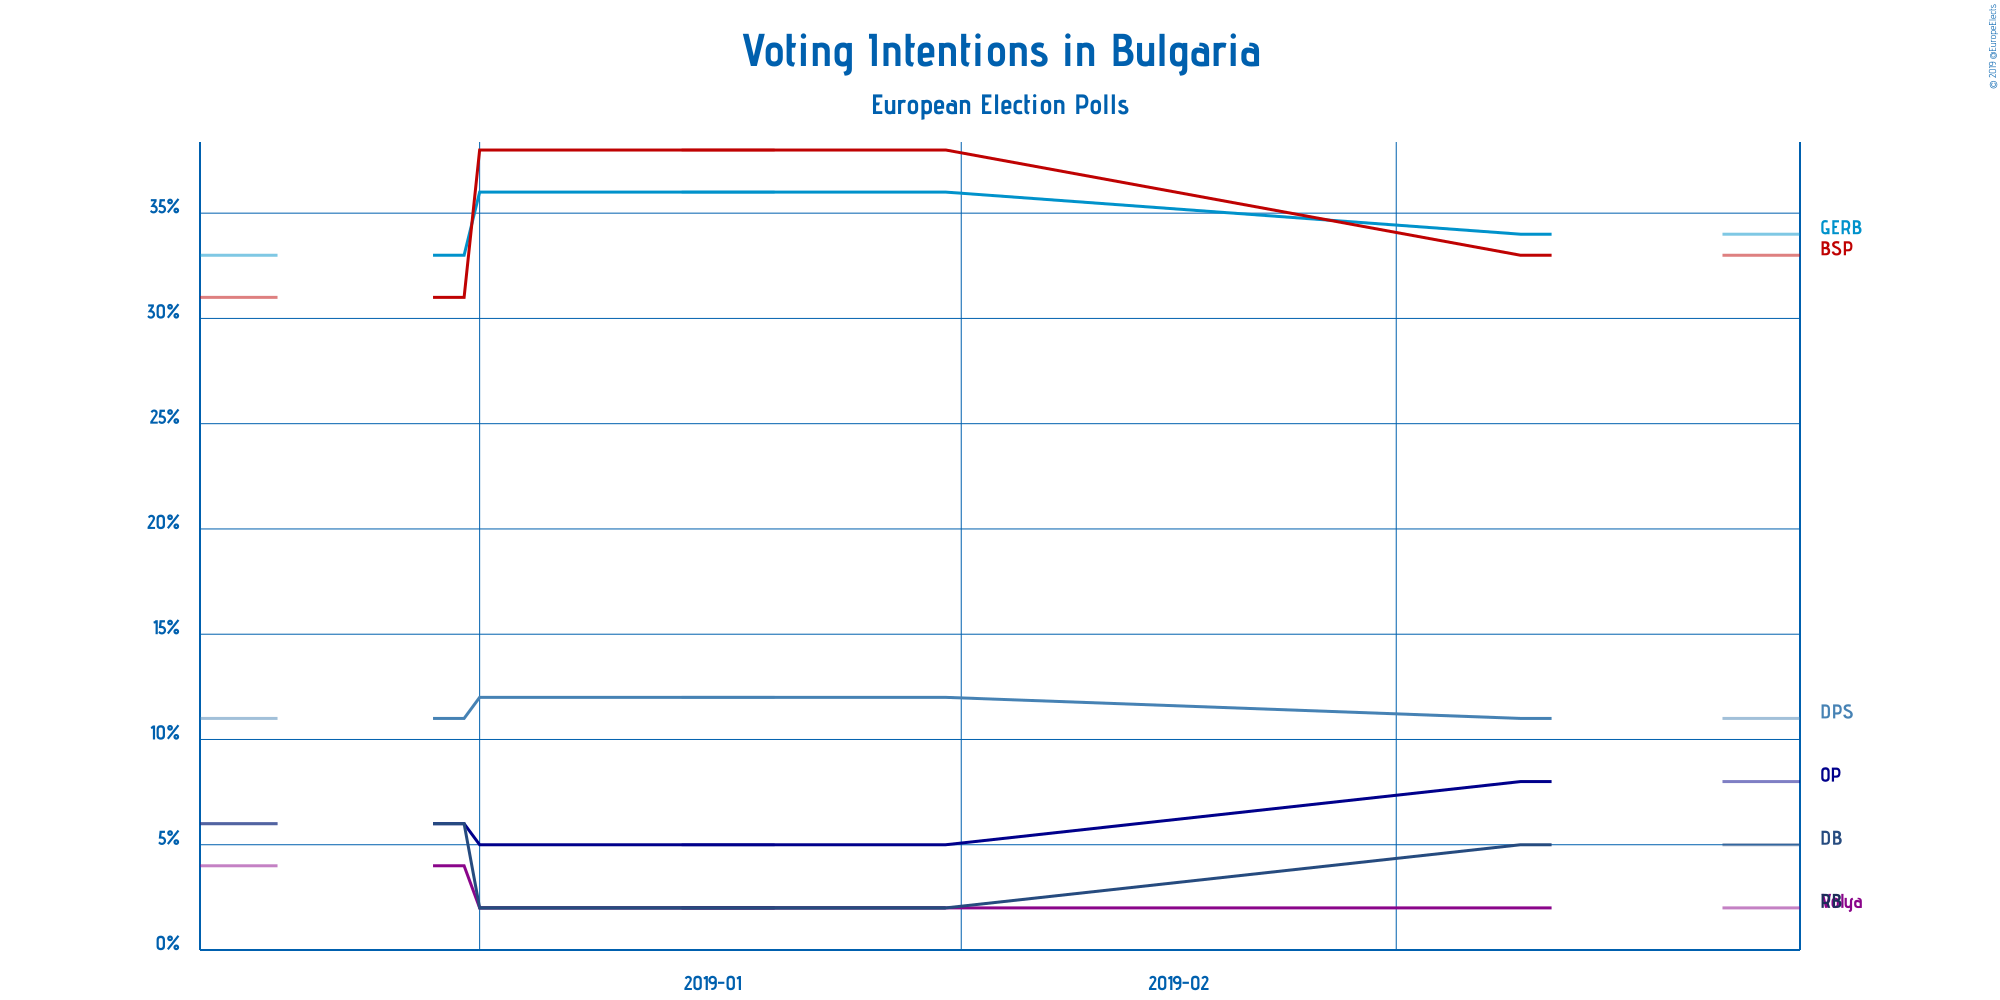 © 2019 @EuropeElects
Voting Intentions in Bulgaria
European Election Polls
35%
30%
25%
20%
15%
10%
5%
0%
GERB
BSP
DPS
OP
DB
2019-01
2019-02